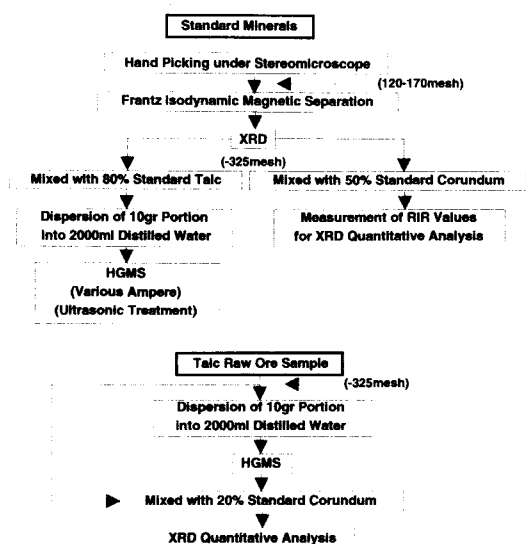 Standard Minerals
Hand Picking under Stereomicroscope
(120-170mesh)
Frantz Isodynamic Magnetic Separation
XRD
(-325mesh)
Mixed with 80% Standard Talc
Mixed with 50% Standard Corundum
Dispersion of 10gr Portion
into 2000ml Distilled Water
Measurement of RIR Values
for XRD Quantitative Analysis
HGMS
(Various Ampere)
(Ultrasonic Treatment)
Talc Raw Ore Sample
(-325mesh)
Dispersion of 10gr Portion
into 2000ml Distilled Water
HGMS
Mixed with 20% Standard Corundum
XRD Quantitative Analysis